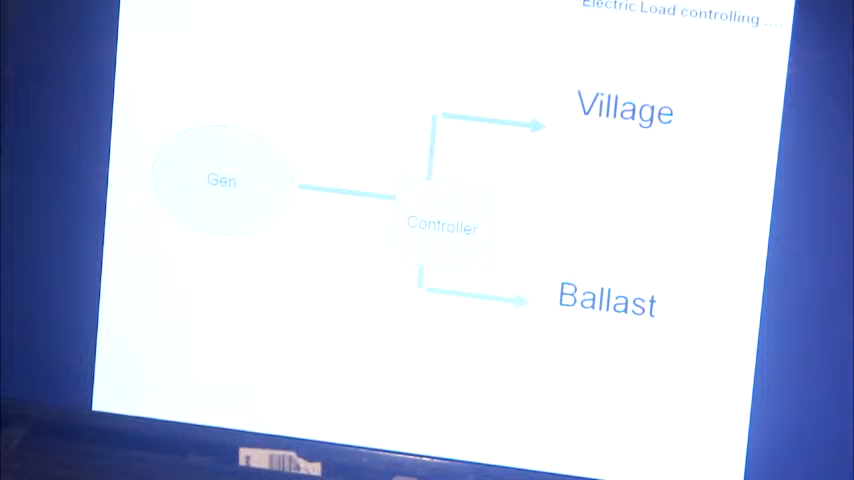 Electric Load controlling ....
Village
Gen
Controller
Ballast